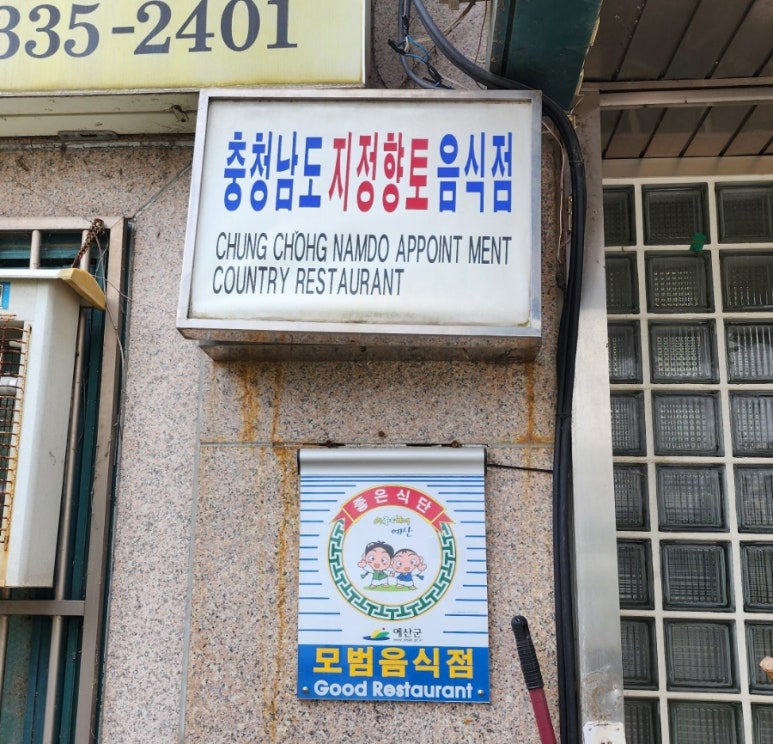 335-2401
충청남도 지정향토 음식점
CHUNG CHŎHG NAMDO APPOINT MENT
COUNTRY RESTAURANT
좋은식단
예산
예산군
모범음식점
Good Restaurant